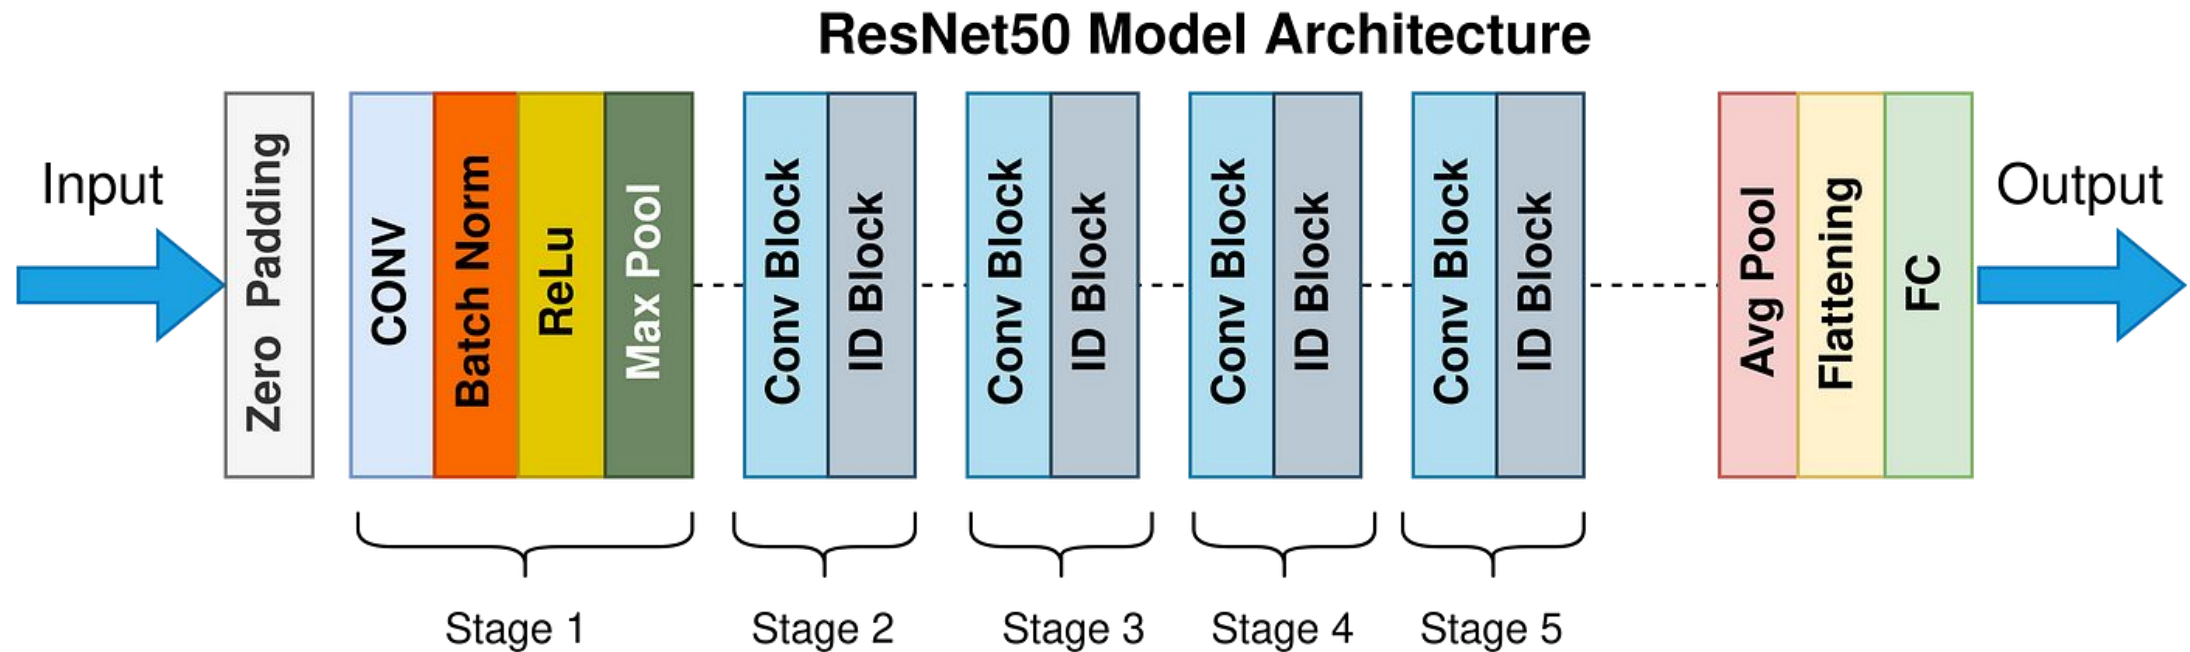 ResNet50 Model Architecture
Input
Zero Padding
CONV
Batch Norm
ReLu
Max Pool
Conv Block
ID Block
Conv Block
ID Block
Conv Block
ID Block
Conv Block
ID Block
Avg Pool
Flattening
FC
Output
Stage 1
Stage 2
Stage 3
Stage 4
Stage 5